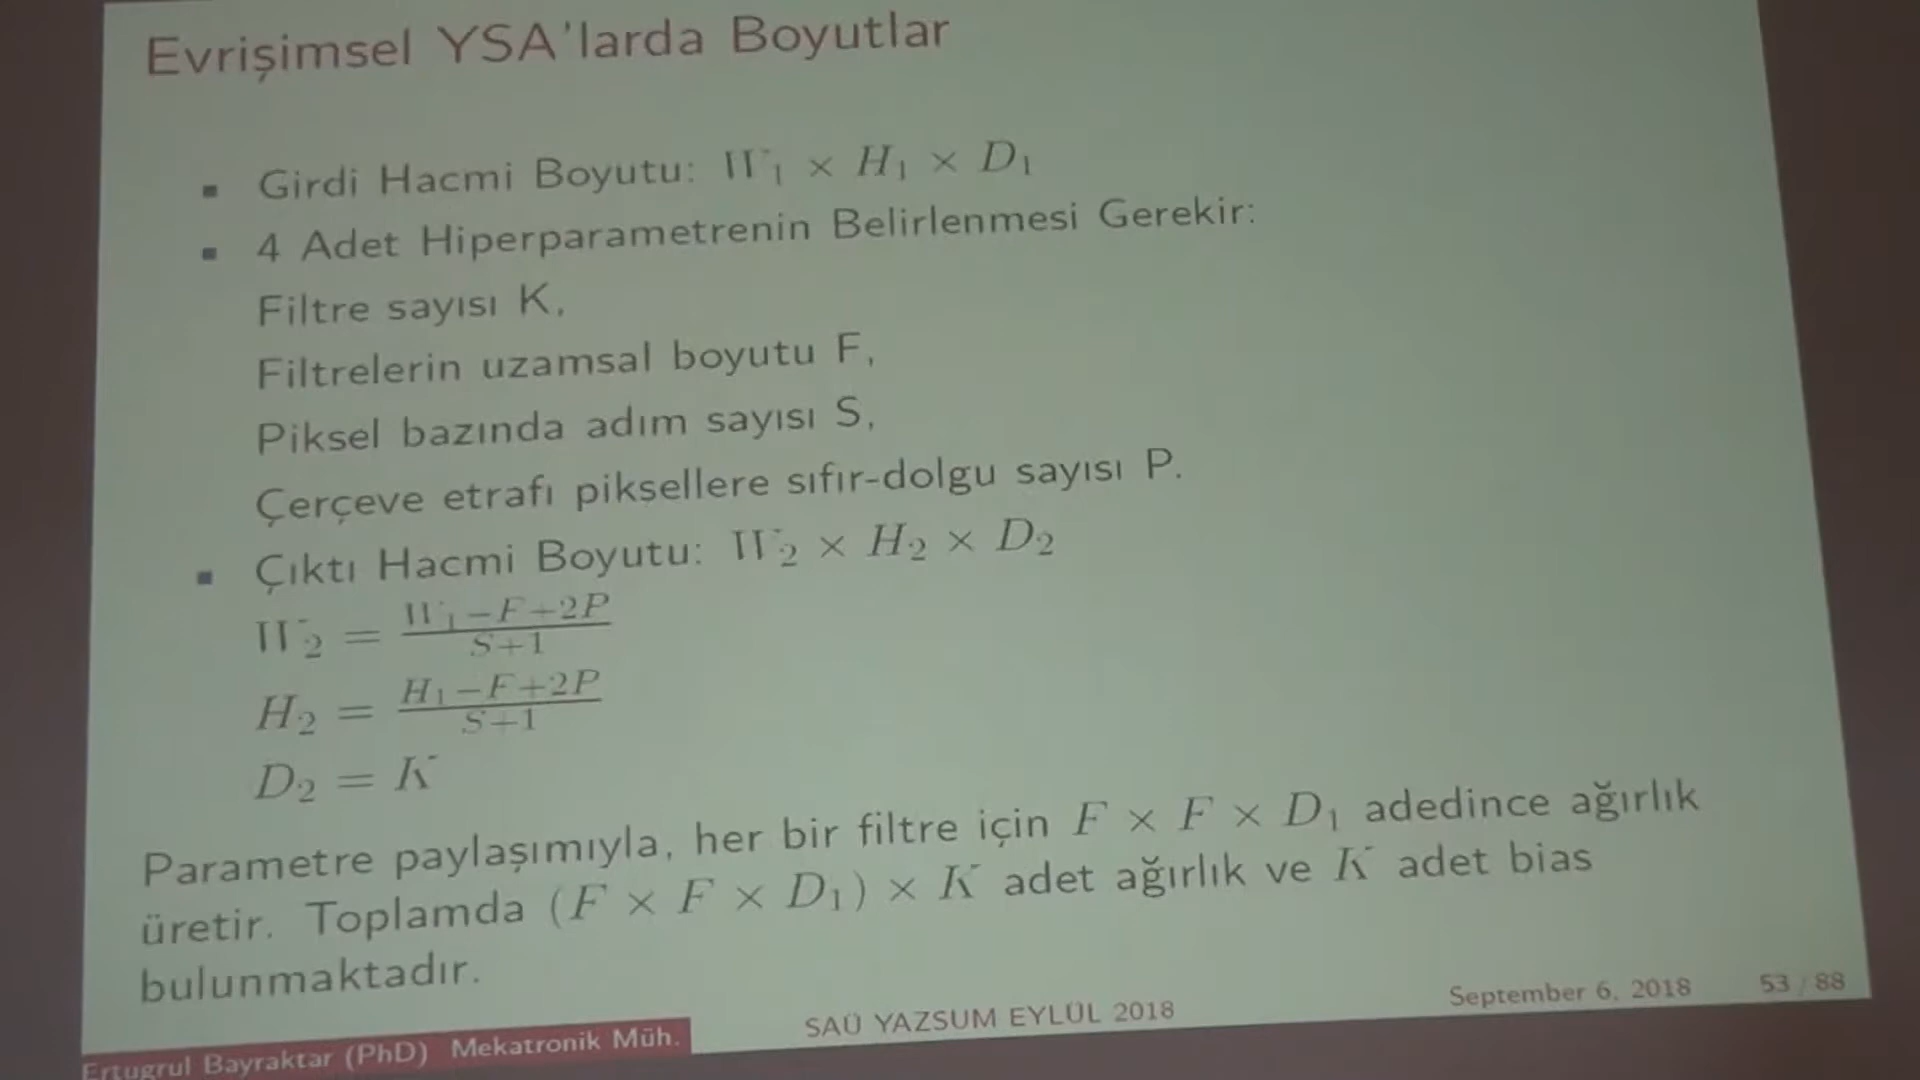 Evrişimsel YSA'larda Boyutlar
▪ Girdi Hacmi Boyutu: W₁ × H₁ × D₁
▪ 4 Adet Hiperparametrenin Belirlenmesi Gerekir:
Filtre sayısı K,
Filtrelerin uzamsal boyutu F,
Piksel bazında adım sayısı S,
Çerçeve etrafı piksellere sıfır-dolgu sayısı P.
▪ Çıktı Hacmi Boyutu: W₂ × H₂ × D₂
W₂ = (W₁−F+2P)/(S+1)
H₂ = (H₁−F+2P)/(S+1)
D₂ = K
Parametre paylaşımıyla, her bir filtre için F × F × D₁ adedince ağırlık
üretir. Toplamda (F × F × D₁) × K adet ağırlık ve K adet bias
bulunmaktadır.
Ertugrul Bayraktar (PhD) Mekatronik Müh. SAÜ YAZSUM EYLÜL 2018 September 6, 2018 53 / 88